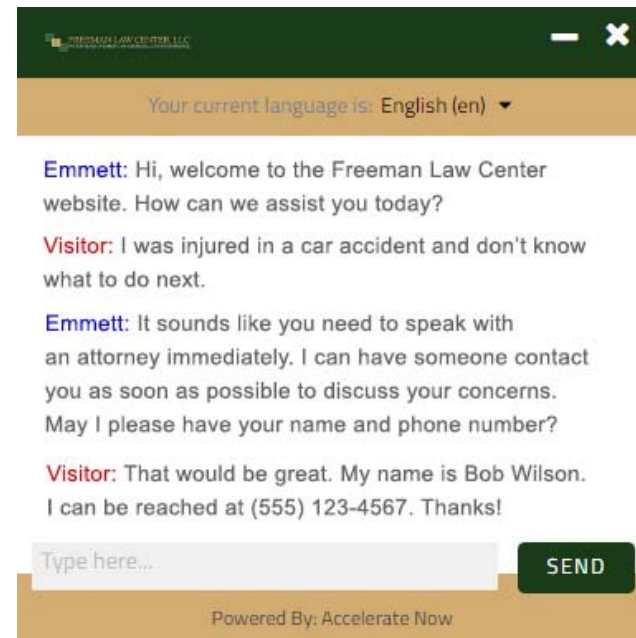 FREEMAN LAW CENTER, LLC
Your current language is: English (en)
Emmett: Hi, welcome to the Freeman Law Center
website. How can we assist you today?
Visitor: I was injured in a car accident and don't know
what to do next.
Emmett: It sounds like you need to speak with
an attorney immediately. I can have someone contact
you as soon as possible to discuss your concerns.
May I please have your name and phone number?
Visitor: That would be great. My name is Bob Wilson.
I can be reached at (555) 123-4567. Thanks!
Type here...
SEND
Powered By: Accelerate Now